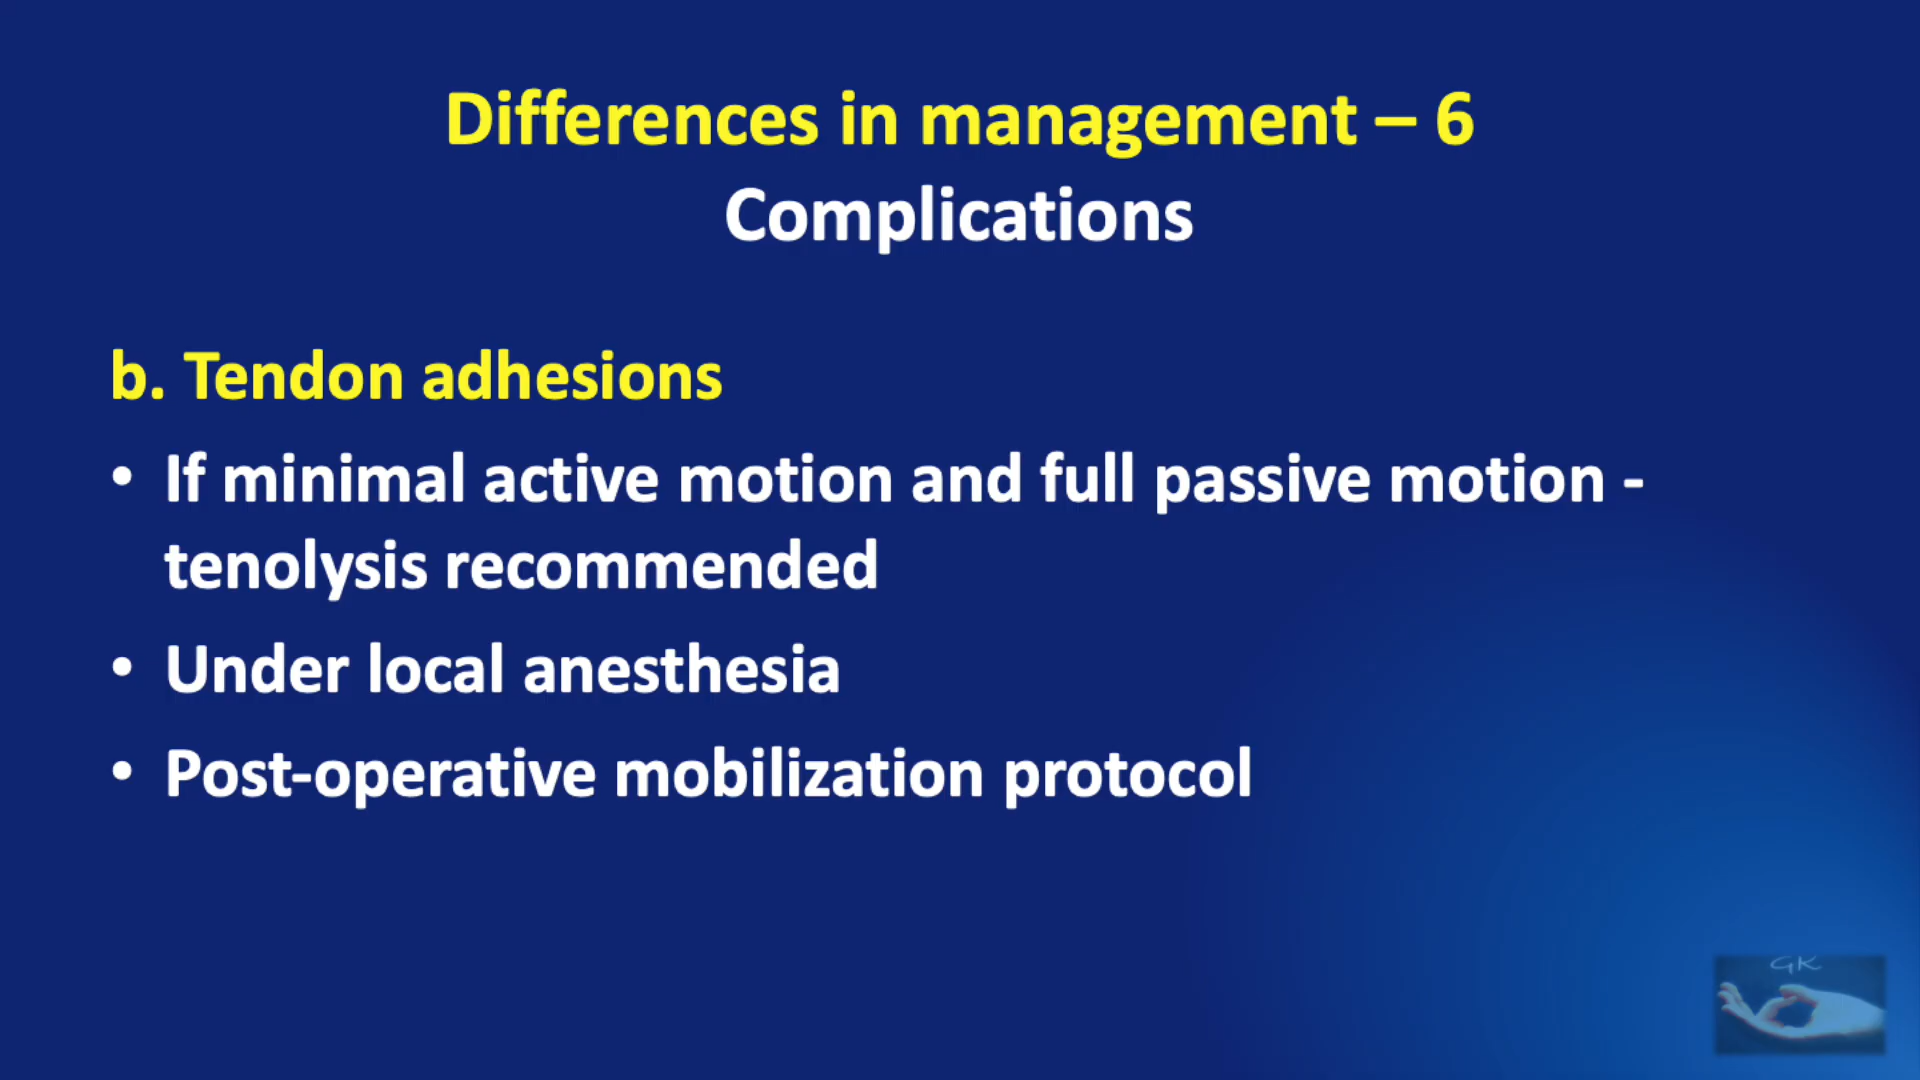 Differences in management – 6
Complications
b. Tendon adhesions
• If minimal active motion and full passive motion -
tenolysis recommended
• Under local anesthesia
• Post-operative mobilization protocol
GK